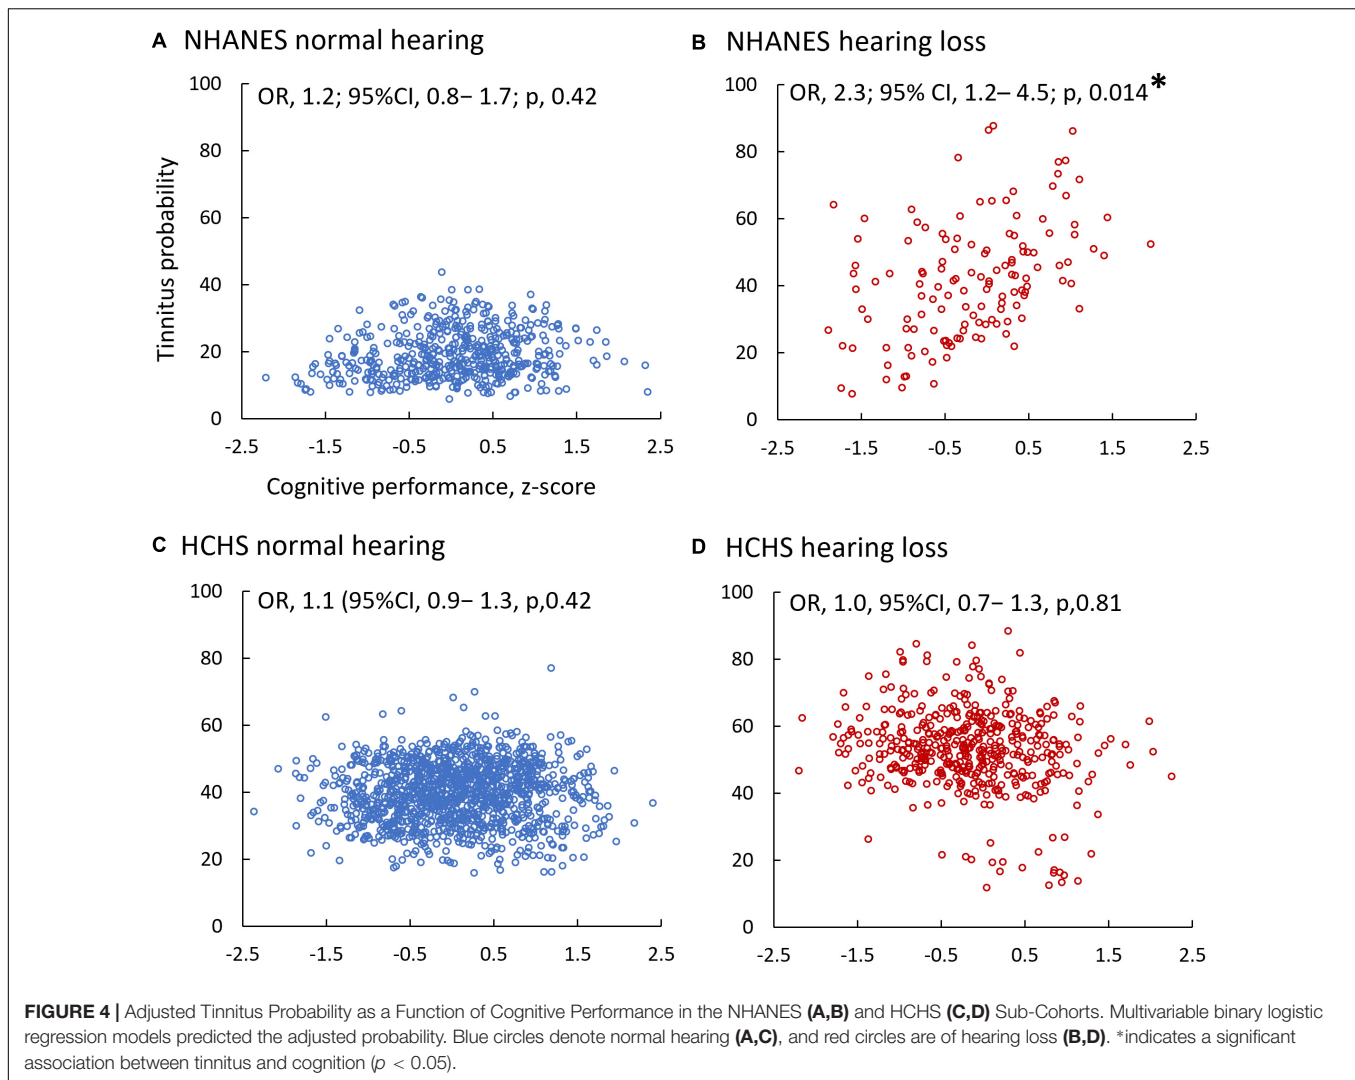 A NHANES normal hearing
OR, 1.2; 95%CI, 0.8– 1.7; p, 0.42
100
80
60
40
20
0
Tinnitus probability
-2.5 -1.5 -0.5 0.5 1.5 2.5
Cognitive performance, z-score
B NHANES hearing loss
OR, 2.3; 95% CI, 1.2– 4.5; p, 0.014*
100
80
60
40
20
0
-2.5 -1.5 -0.5 0.5 1.5 2.5
C HCHS normal hearing
OR, 1.1 (95%CI, 0.9– 1.3, p,0.42
100
80
60
40
20
0
-2.5 -1.5 -0.5 0.5 1.5 2.5
D HCHS hearing loss
OR, 1.0, 95%CI, 0.7– 1.3, p,0.81
100
80
60
40
20
0
-2.5 -1.5 -0.5 0.5 1.5 2.5
FIGURE 4 | Adjusted Tinnitus Probability as a Function of Cognitive Performance in the NHANES (A,B) and HCHS (C,D) Sub-Cohorts. Multivariable binary logistic
regression models predicted the adjusted probability. Blue circles denote normal hearing (A,C), and red circles are of hearing loss (B,D). *indicates a significant
association between tinnitus and cognition (p < 0.05).